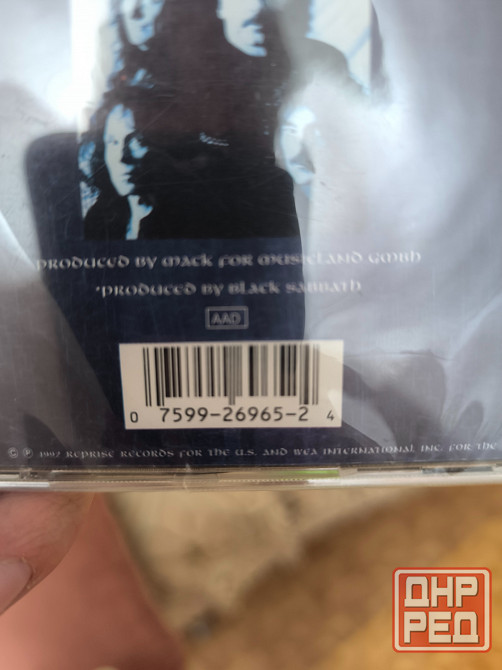 PRODUCED BY MACK FOR MUSICLAND GMBH
*PRODUCED BY BLACK SABBATH
AAD
0 7599-26965-2 4
© ℗ 1992 REPRISE RECORDS FOR THE U.S. AND WEA INTERNATIONAL INC. FOR THE
ДНР
РЕД